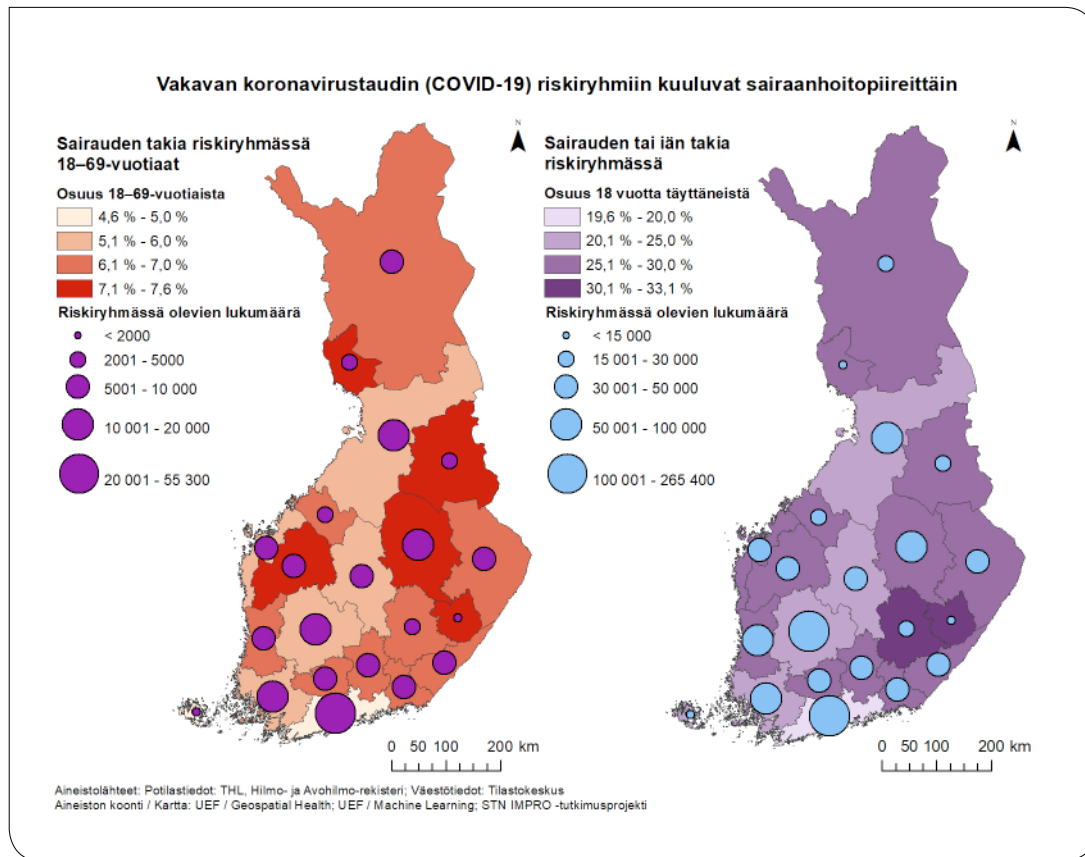 Vakavan koronavirustaudin (COVID-19) riskiryhmiin kuuluvat sairaanhoitopiireittäin
Sairauden takia riskiryhmässä
18–69-vuotiaat
Osuus 18–69-vuotiaista
4,6 % - 5,0 %
5,1 % - 6,0 %
6,1 % - 7,0 %
7,1 % - 7,6 %
Riskiryhmässä olevien lukumäärä
< 2000
2001 - 5000
5001 - 10 000
10 001 - 20 000
20 001 - 55 300
N
0 50 100 200 km
Sairauden tai iän takia
riskiryhmässä
Osuus 18 vuotta täyttäneistä
19,6 % - 20,0 %
20,1 % - 25,0 %
25,1 % - 30,0 %
30,1 % - 33,1 %
Riskiryhmässä olevien lukumäärä
< 15 000
15 001 - 30 000
30 001 - 50 000
50 001 - 100 000
100 001 - 265 400
N
0 50 100 200 km
Aineistolähteet: Potilastiedot: THL, Hilmo- ja Avohilmo-rekisteri; Väestötiedot: Tilastokeskus
Aineiston koonti / Kartta: UEF / Geospatial Health; UEF / Machine Learning; STN IMPRO -tutkimusprojekti